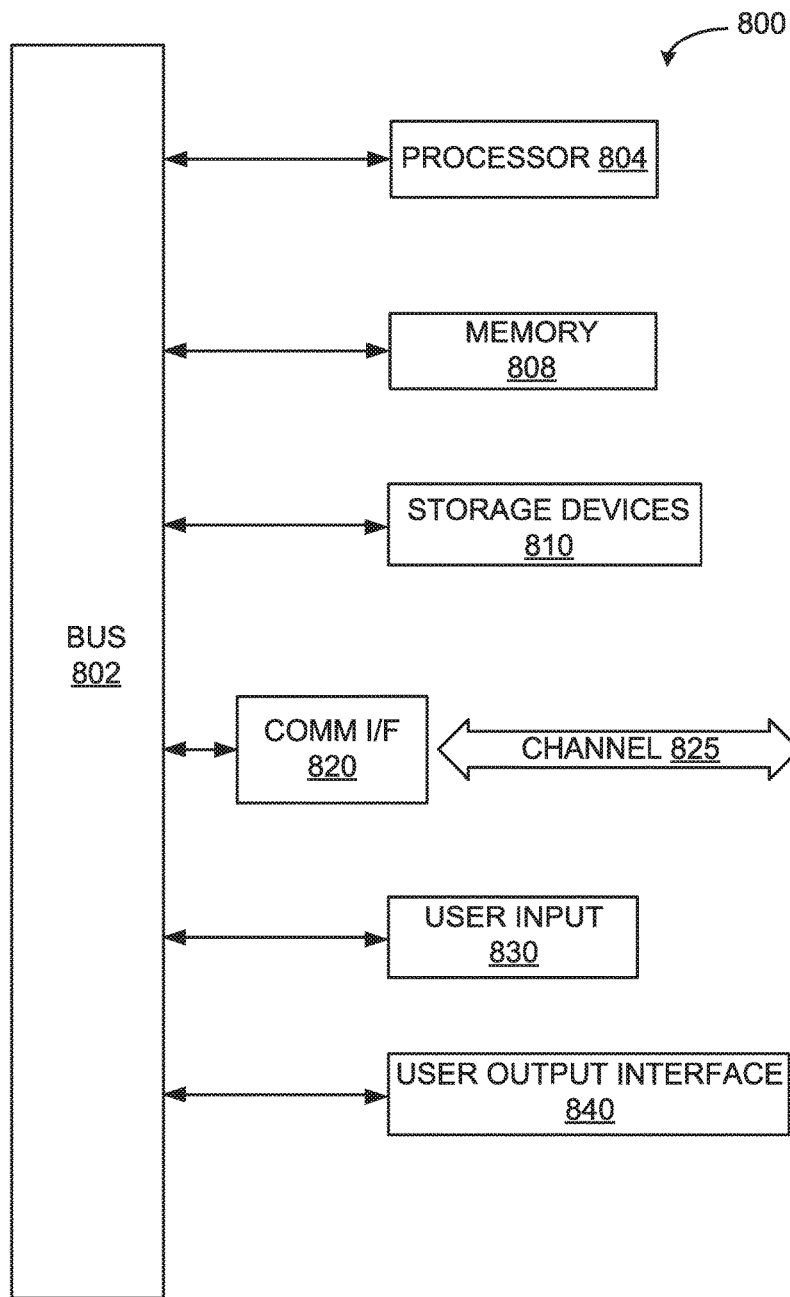 800
PROCESSOR 804
MEMORY
808
STORAGE DEVICES
810
BUS
802
COMM I/F
820
CHANNEL 825
USER INPUT
830
USER OUTPUT INTERFACE
840